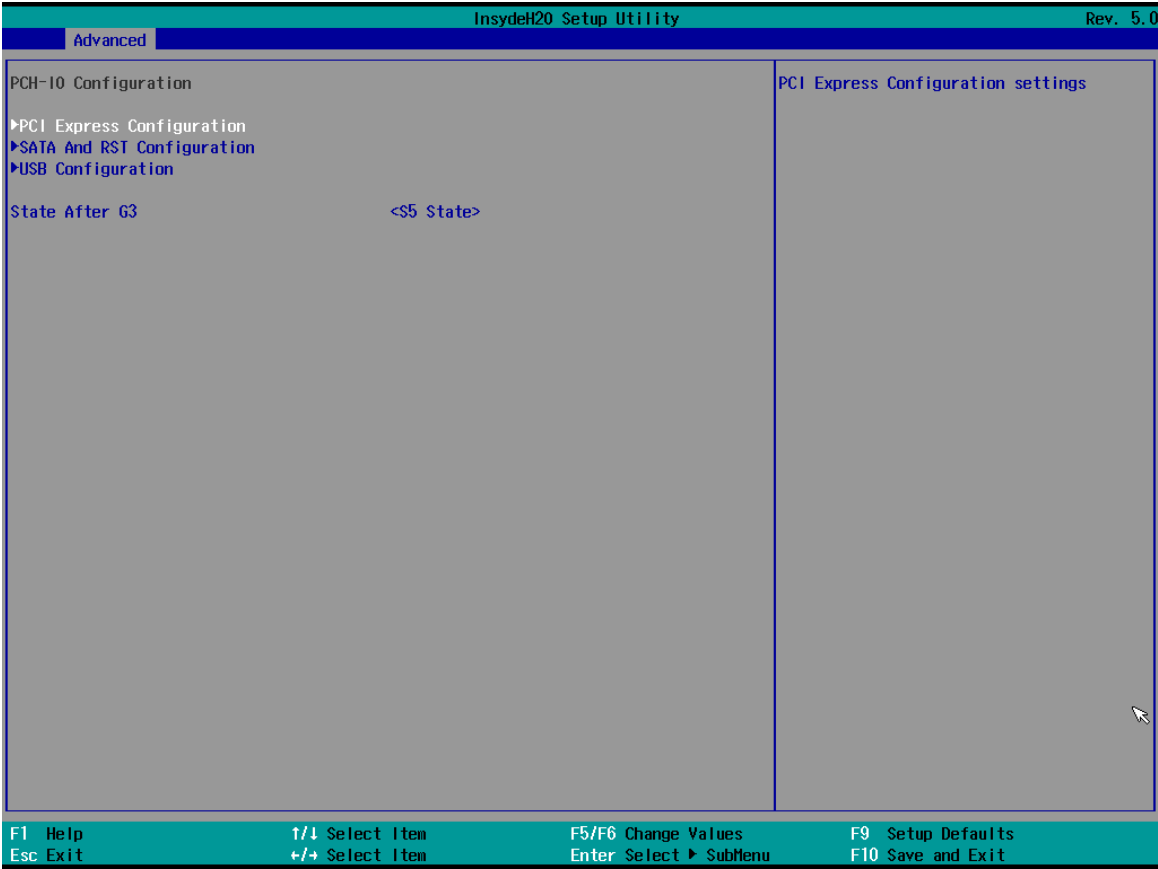 InsydeH20 Setup Utility Rev. 5.0
Advanced
PCH-IO Configuration
PCI Express Configuration settings
▶PCI Express Configuration
▶SATA And RST Configuration
▶USB Configuration
State After G3 <S5 State>
F1 Help ↑/↓ Select Item F5/F6 Change Values F9 Setup Defaults
Esc Exit ←/→ Select Item Enter Select ▶ SubMenu F10 Save and Exit